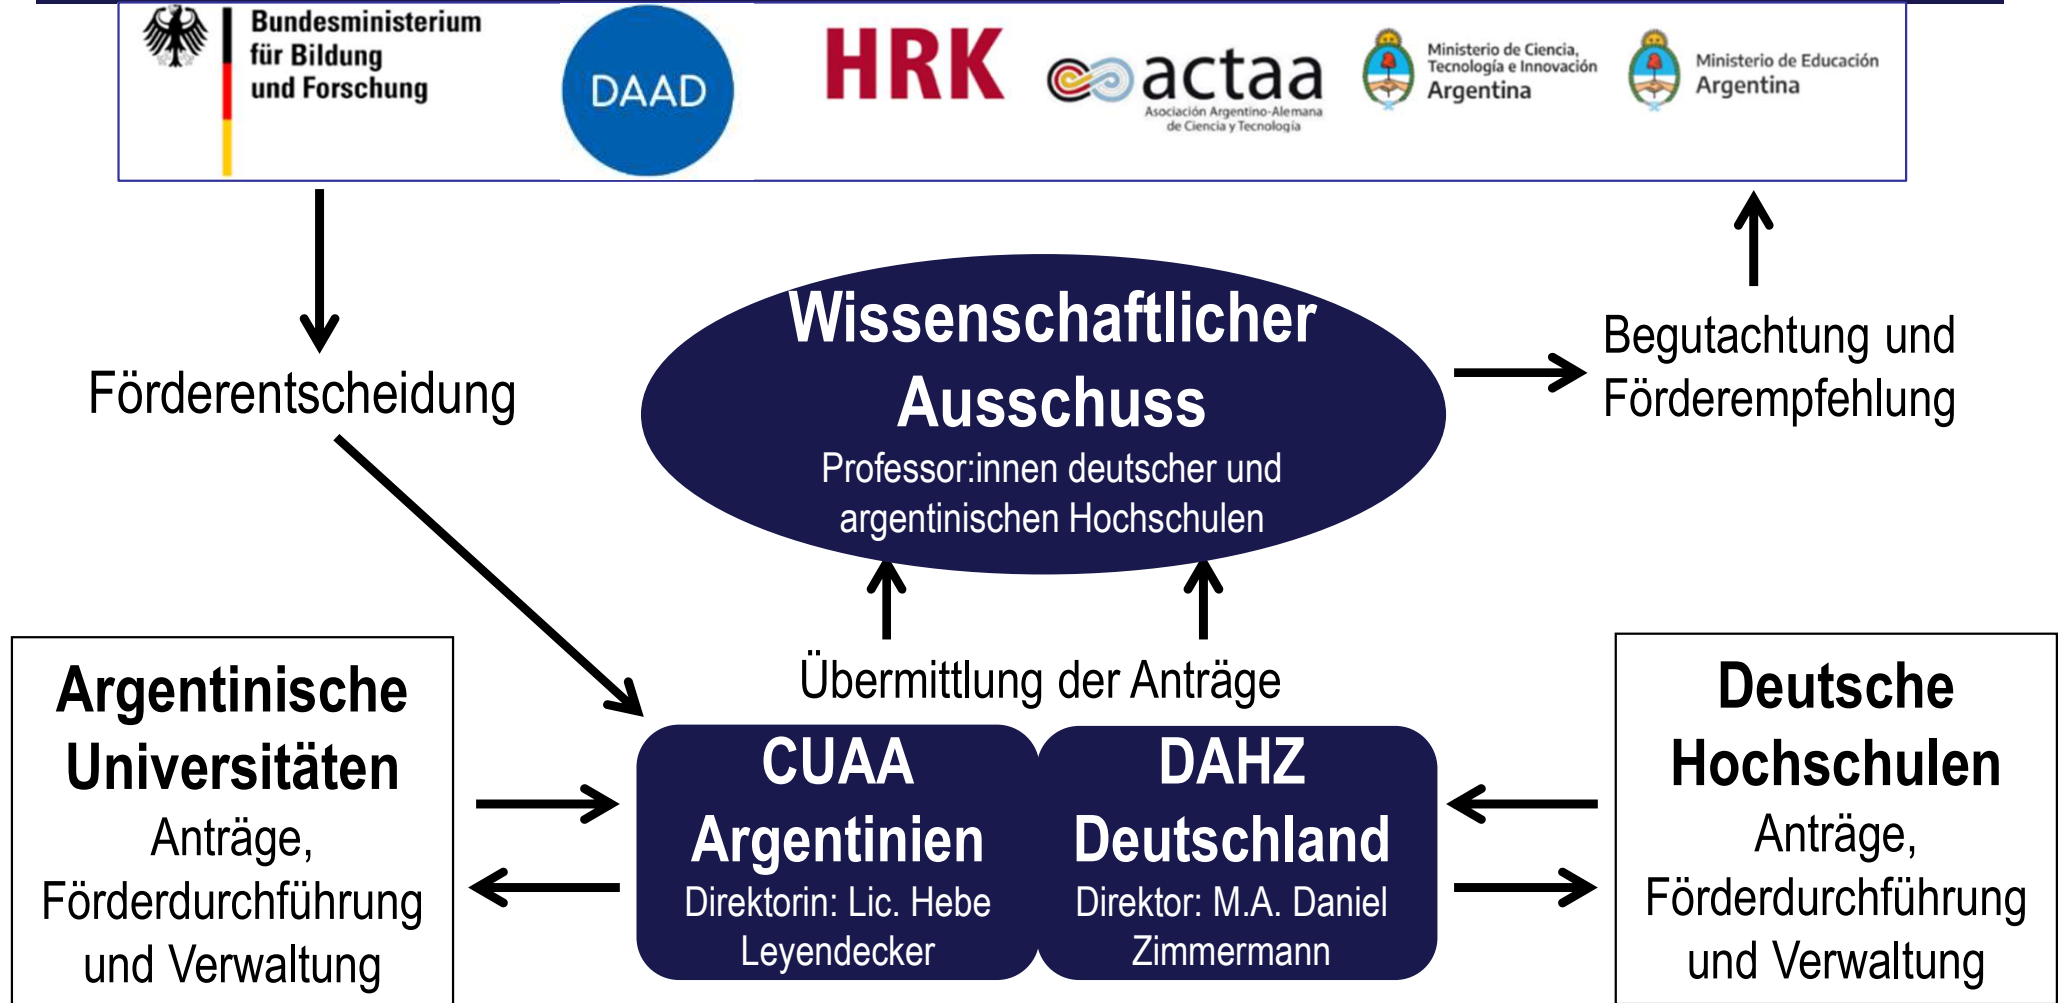 Bundesministerium
für Bildung
und Forschung
DAAD
HRK
actaa
Asociación Argentino-Alemana
de Ciencia y Tecnología
Ministerio de Ciencia,
Tecnología e Innovación
Argentina
Ministerio de Educación
Argentina
Förderentscheidung
Wissenschaftlicher
Ausschuss
Professor:innen deutscher und
argentinischen Hochschulen
Begutachtung und
Förderempfehlung
Übermittlung der Anträge
Argentinische
Universitäten
Anträge,
Förderdurchführung
und Verwaltung
CUAA
Argentinien
Direktorin: Lic. Hebe
Leyendecker
DAHZ
Deutschland
Direktor: M.A. Daniel
Zimmermann
Deutsche
Hochschulen
Anträge,
Förderdurchführung
und Verwaltung